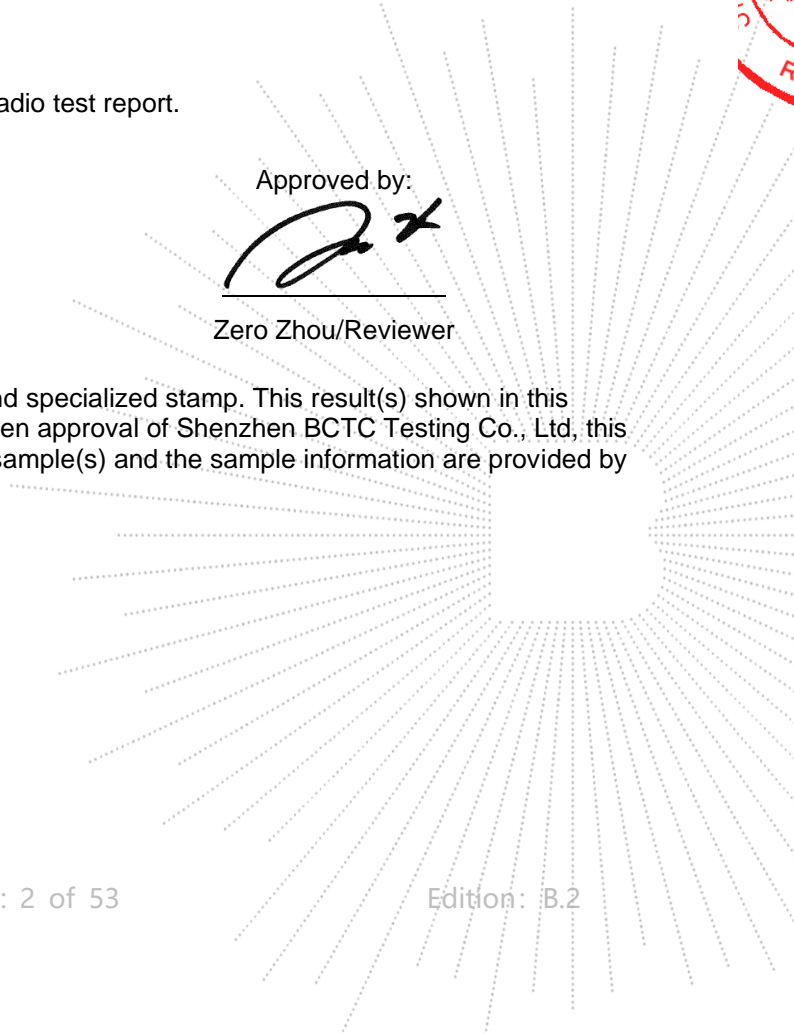 adio test report.
Approved by:
Zero Zhou/Reviewer
nd specialized stamp. This result(s) shown in this
en approval of Shenzhen BCTC Testing Co., Ltd, this
sample(s) and the sample information are provided by
: 2 of 53 Edition: B.2